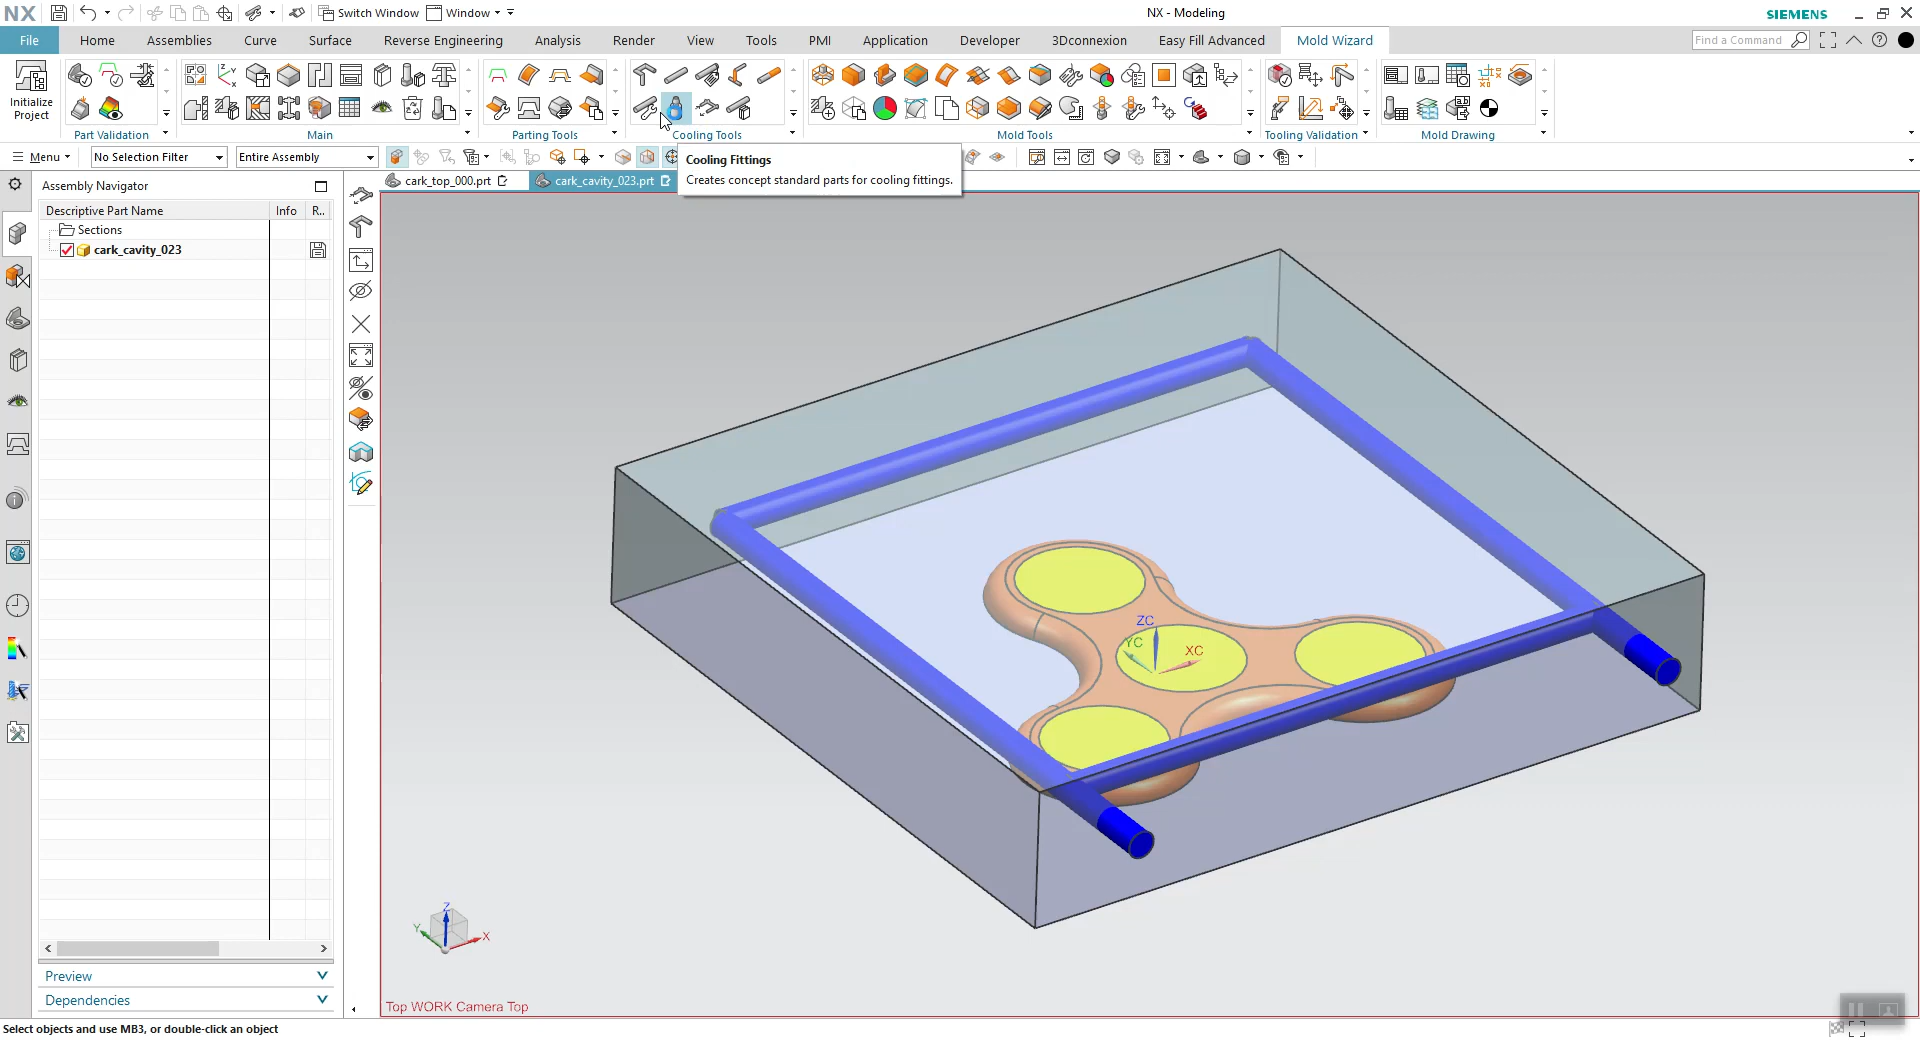 NX Switch Window Window NX - Modeling SIEMENS
File Home Assemblies Curve Surface Reverse Engineering Analysis Render View Tools PMI Application Developer 3Dconnexion Easy Fill Advanced Mold Wizard Find a Command
Initialize
Project
Part Validation Main Parting Tools Cooling Tools Mold Tools Tooling Validation Mold Drawing
Menu No Selection Filter Entire Assembly
Cooling Fittings
Creates concept standard parts for cooling fittings.
Assembly Navigator
cark_top_000.prt cark_cavity_023.prt
Descriptive Part Name Info R..
Sections
cark_cavity_023
ZC
YC
XC
Z
Y
X
Preview
Dependencies
Top WORK Camera Top
Select objects and use MB3, or double-click an object